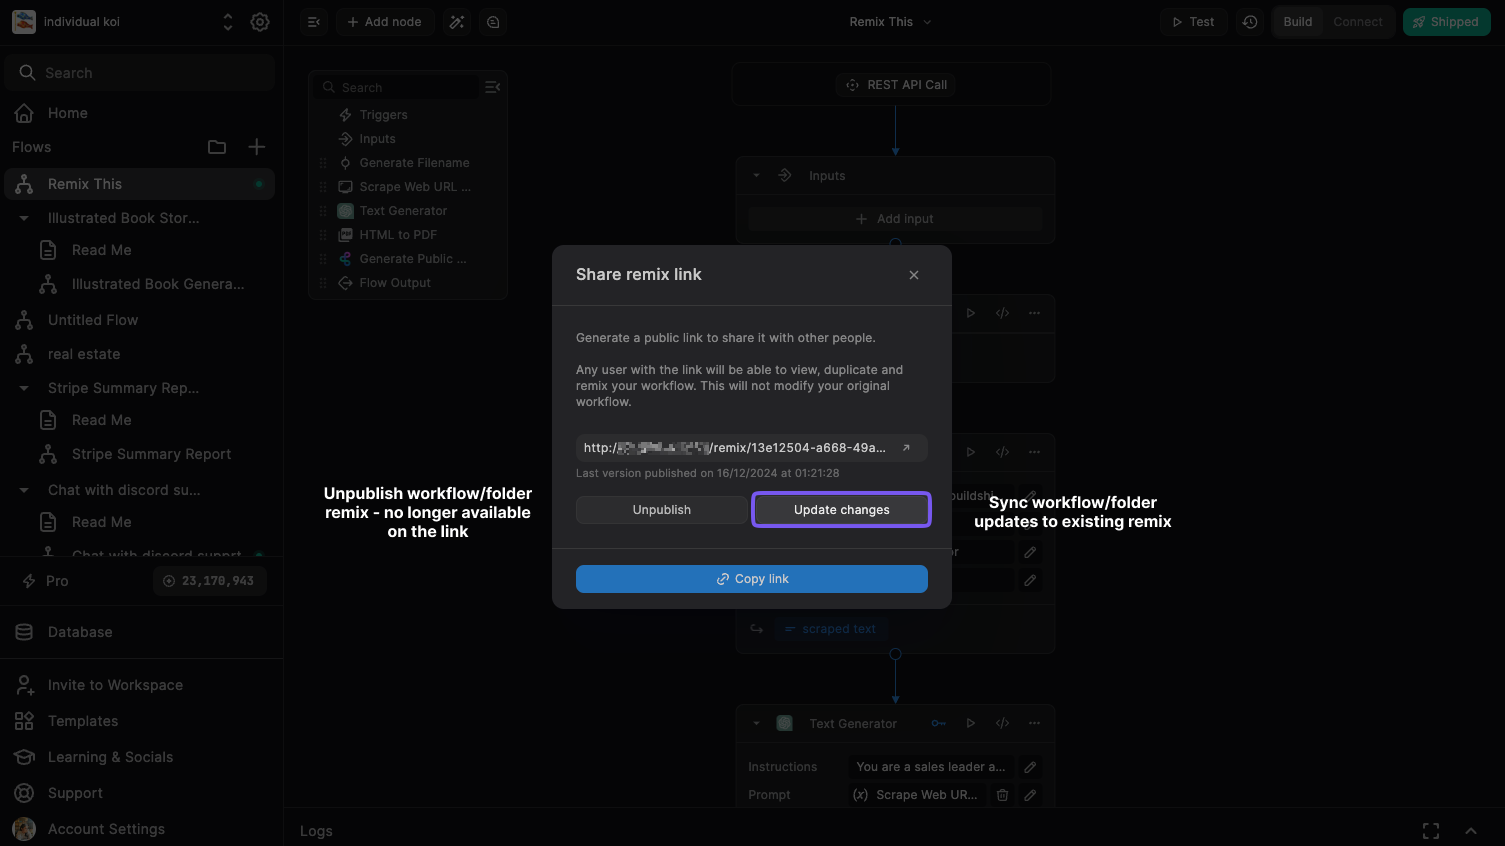 individual koi
Add node
Remix This
Test
Build
Connect
Shipped
Search
Home
Flows
Remix This
Illustrated Book Stor...
Read Me
Illustrated Book Genera...
Untitled Flow
real estate
Stripe Summary Rep...
Read Me
Stripe Summary Report
Chat with discord su...
Read Me
Chat with discord supprt
Pro
23,170,943
Database
Invite to Workspace
Templates
Learning & Socials
Support
Account Settings
Search
Triggers
Inputs
Generate Filename
Scrape Web URL ...
Text Generator
HTML to PDF
Generate Public ...
Flow Output
REST API Call
Inputs
Add input
Share remix link
Generate a public link to share it with other people.
Any user with the link will be able to view, duplicate and
remix your workflow. This will not modify your original
workflow.
http:/ /remix/13e12504-a668-49a...
Last version published on 16/12/2024 at 01:21:28
Unpublish
Update changes
Copy link
Unpublish workflow/folder
remix - no longer available
on the link
Sync workflow/folder
updates to existing remix
scraped text
Text Generator
Instructions
You are a sales leader a...
Prompt
(x) Scrape Web UR...
Logs